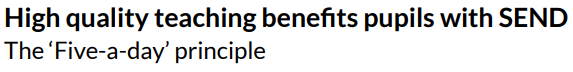 High quality teaching benefits pupils with SEND
The ‘Five-a-day’ principle